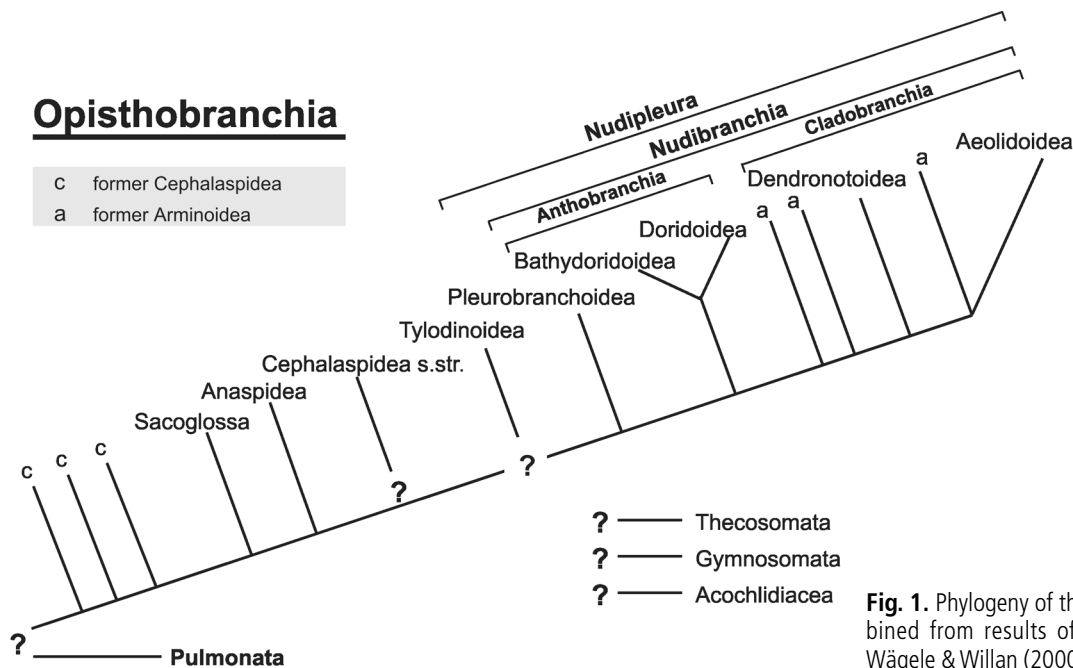 Opisthobranchia
c former Cephalaspidea
a former Arminoidea
Nudipleura
Nudibranchia
Cladobranchia
Anthobranchia
Aeolidoidea
a
Dendronotoidea
a
a
Doridoidea
Bathydoridoidea
Pleurobranchoidea
Tylodinoidea
Cephalaspidea s.str.
Anaspidea
Sacoglossa
c
c
c
?
?
? Thecosomata
? Gymnosomata
? Acochlidiacea
?
Pulmonata
Fig. 1. Phylogeny of th
bined from results of
Wägele & Willan (2000